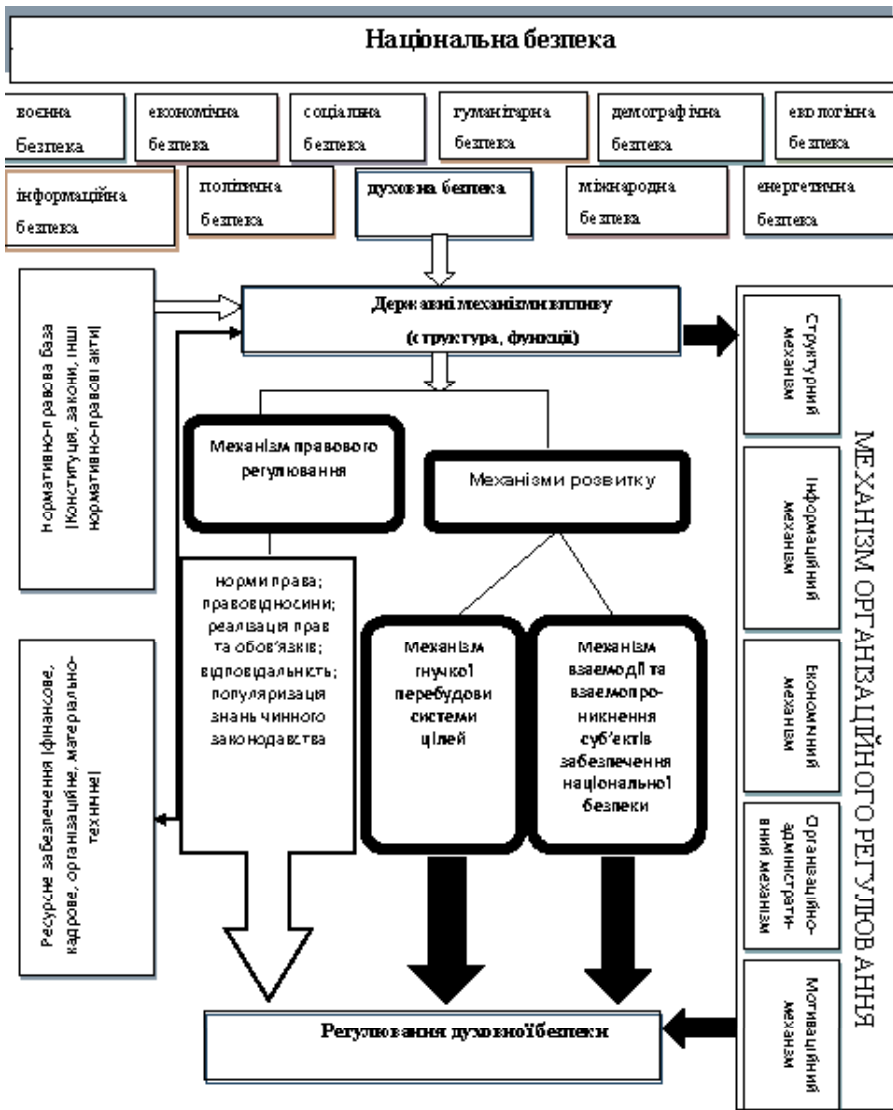 Національна безпека
воєнна
безпека
економічна
безпека
соціальна
безпека
гуманітарна
безпека
демографічна
безпека
екологічна
безпека
інформаційна
безпека
політична
безпека
духовна безпека
міжнародна
безпека
енергетична
безпека
Нормативно-правова база
(Конституція, закони, інші
нормативно-правові акти)
Державні механізми впливу
(структура, функції)
Механізм правового
регулювання
Механізми розвитку
норми права;
правовідносини;
реалізація прав
та обов’язків;
відповідальність;
популяризація
знань чинного
законодавства
Механізм
гнучкої
перебудови
системи
цілей
Механізм
взаємодії та
взаємопро-
никнення
суб’єктів
забезпечення
національної
безпеки
Ресурсне забезпечення (фінансове,
кадрове, організаційне, матеріально-
технічне)
Структурний
механізм
Інформаційний
механізм
Економічний
механізм
Організаційно-
адміністрати-
вний механізм
Мотиваційний
механізм
МЕХАНІЗМ ОРГАНІЗАЦІЙНОГО РЕГУЛЮВАННЯ
Регулювання духовної безпеки